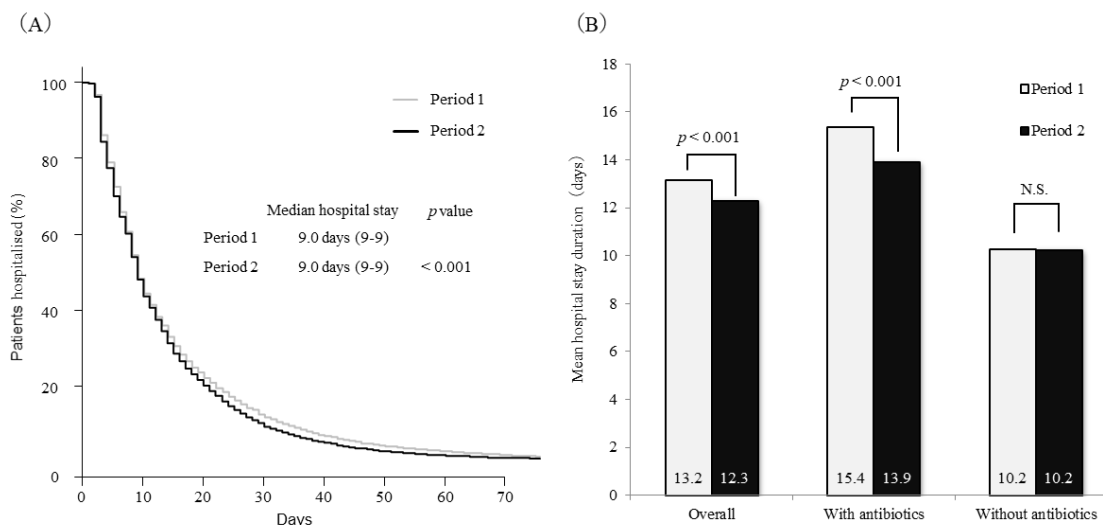 (A)
100
80
60
40
20
0
Patients hospitalised (%)
0 10 20 30 40 50 60 70
Days
Period 1
Period 2
Median hospital stay p value
Period 1 9.0 days (9-9)
Period 2 9.0 days (9-9) < 0.001
(B)
18
16
14
12
10
8
6
4
2
0
Mean hospital stay duration (days)
Period 1
Period 2
p < 0.001
p < 0.001
N.S.
13.2 12.3 15.4 13.9 10.2 10.2
Overall With antibiotics Without antibiotics